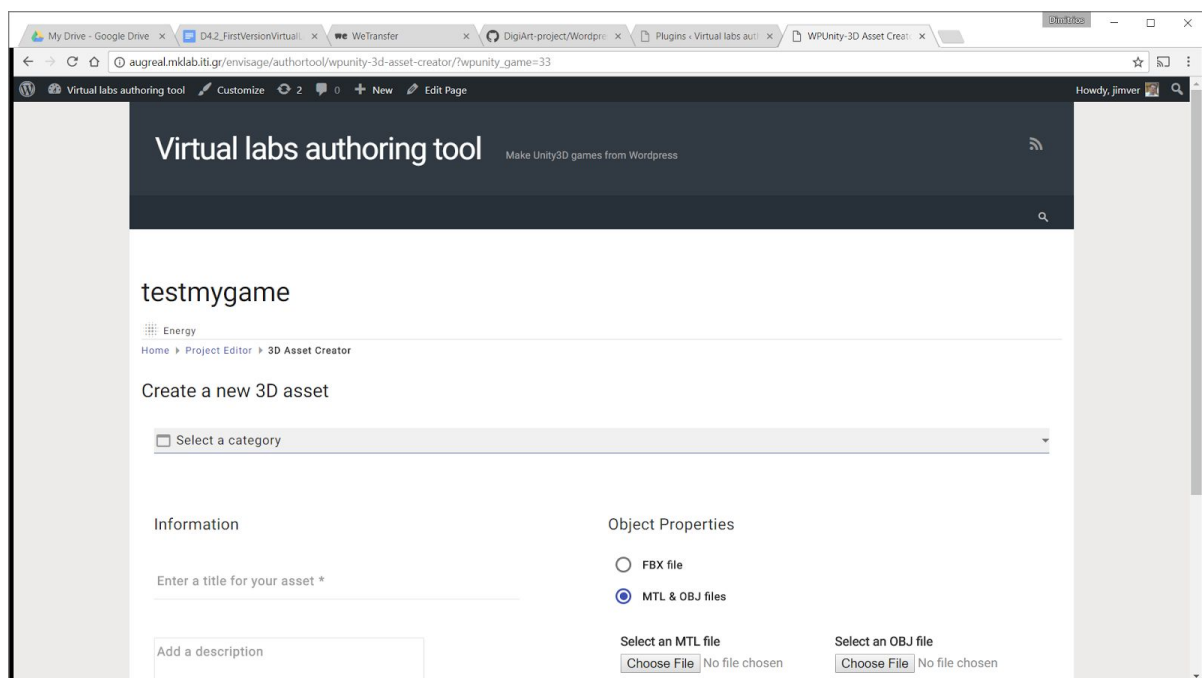 Dimitrios
My Drive - Google Drive
D4.2_FirstVersionVirtualL
we WeTransfer
DigiArt-project/Wordpre
Plugins ‹ Virtual labs auth
WPUnity-3D Asset Creat
augreal.mklab.iti.gr/envisage/authortool/wpunity-3d-asset-creator/?wpunity_game=33
Virtual labs authoring tool Customize 2 0 + New Edit Page Howdy, jimver
Virtual labs authoring tool Make Unity3D games from Wordpress
testmygame
Energy
Home Project Editor 3D Asset Creator
Create a new 3D asset
Select a category
Information
Object Properties
FBX file
Enter a title for your asset *
MTL & OBJ files
Select an MTL file Select an OBJ file
Add a description
Choose File No file chosen Choose File No file chosen